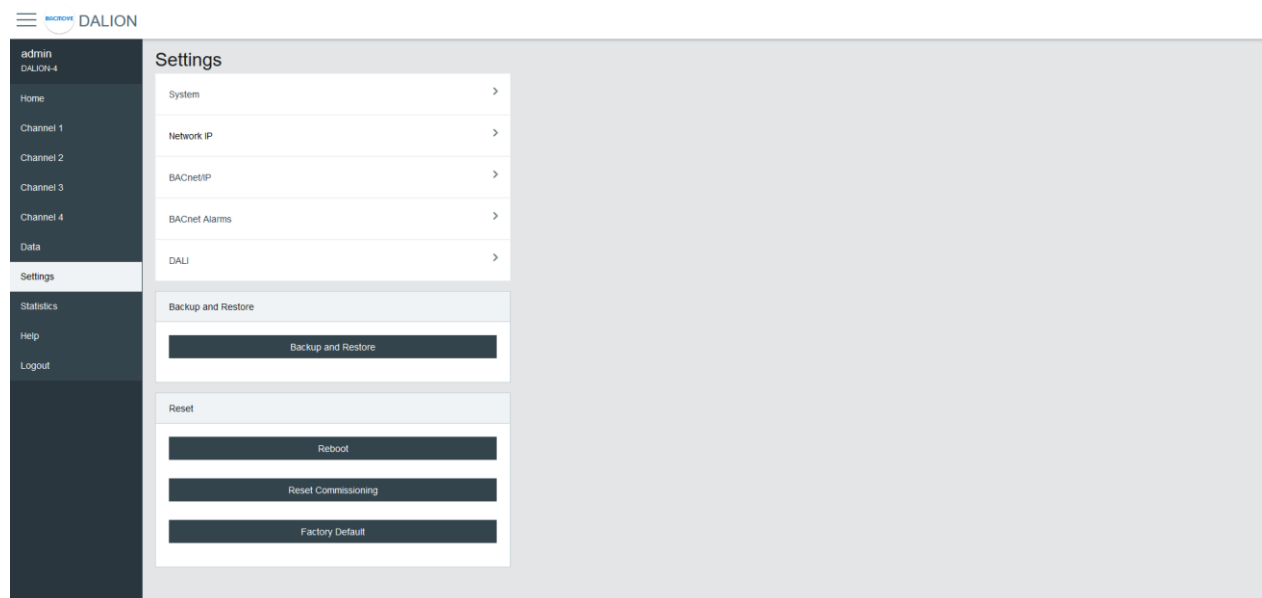 BACMOVE DALION
admin
DALION-4
Home
Channel 1
Channel 2
Channel 3
Channel 4
Data
Settings
Statistics
Help
Logout
Settings
System
Network IP
BACnet/IP
BACnet Alarms
DALI
Backup and Restore
Backup and Restore
Reset
Reboot
Reset Commissioning
Factory Default